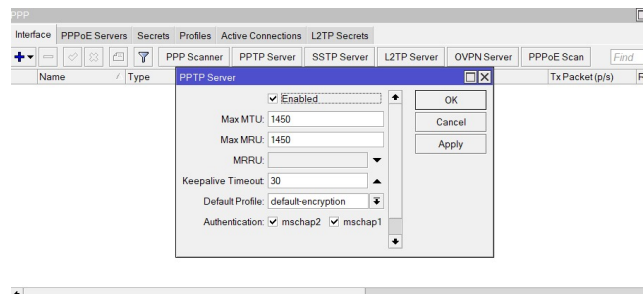 PPP
Interface PPPoE Servers Secrets Profiles Active Connections L2TP Secrets
PPP Scanner PPTP Server SSTP Server L2TP Server OVPN Server PPPoE Scan Find
Name / Type Tx Packet (p/s) R
PPTP Server
Enabled OK
Max MTU: 1450 Cancel
Max MRU: 1450 Apply
MRRU:
Keepalive Timeout: 30
Default Profile: default-encryption
Authentication: mschap2 mschap1